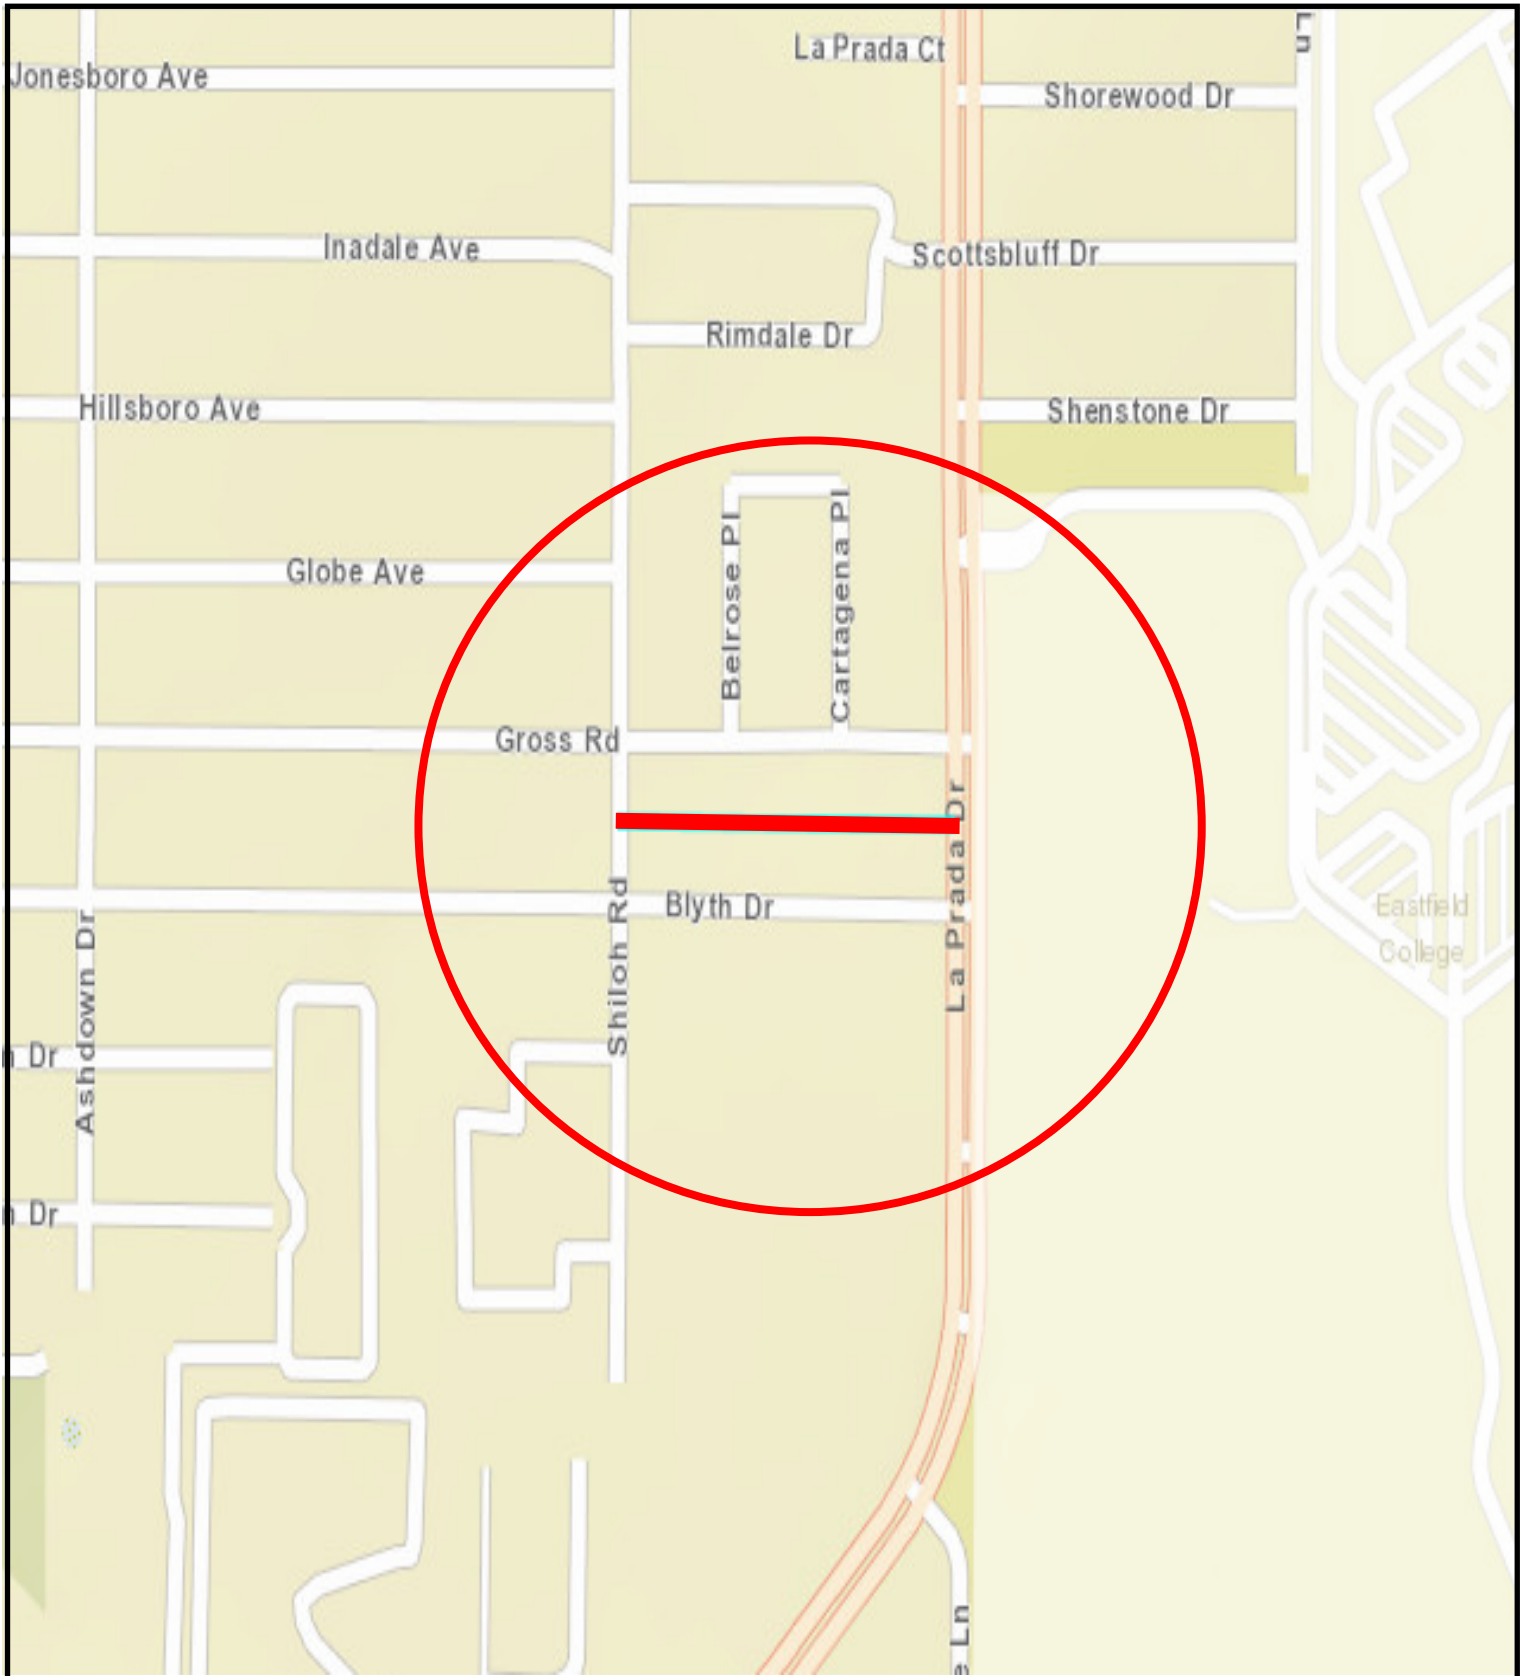 La Prada Ct
Ln
Jonesboro Ave
Shorewood Dr
Inadale Ave
Scottsbluff Dr
Rimdale Dr
Hillsboro Ave
Shenstone Dr
Globe Ave
Belrose Pl
Cartagena Pl
Gross Rd
La Prada Dr
Blyth Dr
Shiloh Rd
Eastfield
College
Ashdown Dr
Dr
Dr
Ln